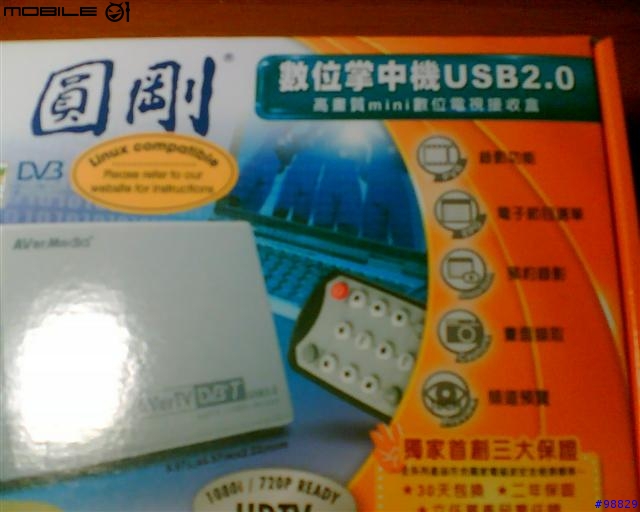 MOBILE
圓剛
數位掌中機USB2.0
高畫質mini數位電視接收盒
DVB
Linux compatible
Please refer to our
website for instructions
錄影功能
電子節目選單
預約錄影
畫面擷取
頻道預覽
AVerMedia
AVerTV DVB-T
獨家首創三大保證
★30天包換 ★二年保固
1080i / 720P READY
HDTV
#98829